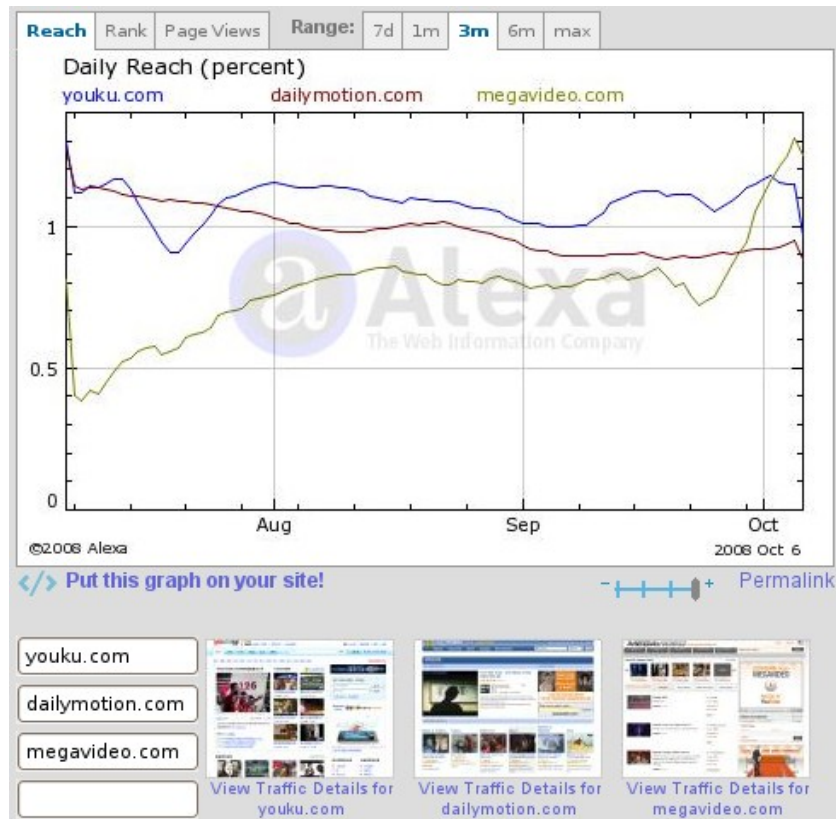 Reach Rank Page Views Range: 7d 1m 3m 6m max
Daily Reach (percent)
youku.com dailymotion.com megavideo.com
1
0.5
0
Alexa
The Web Information Company
Aug Sep Oct
©2008 Alexa 2008 Oct 6
</> Put this graph on your site! - + Permalink
youku.com
dailymotion.com
megavideo.com
View Traffic Details for
youku.com
View Traffic Details for
dailymotion.com
View Traffic Details for
megavideo.com